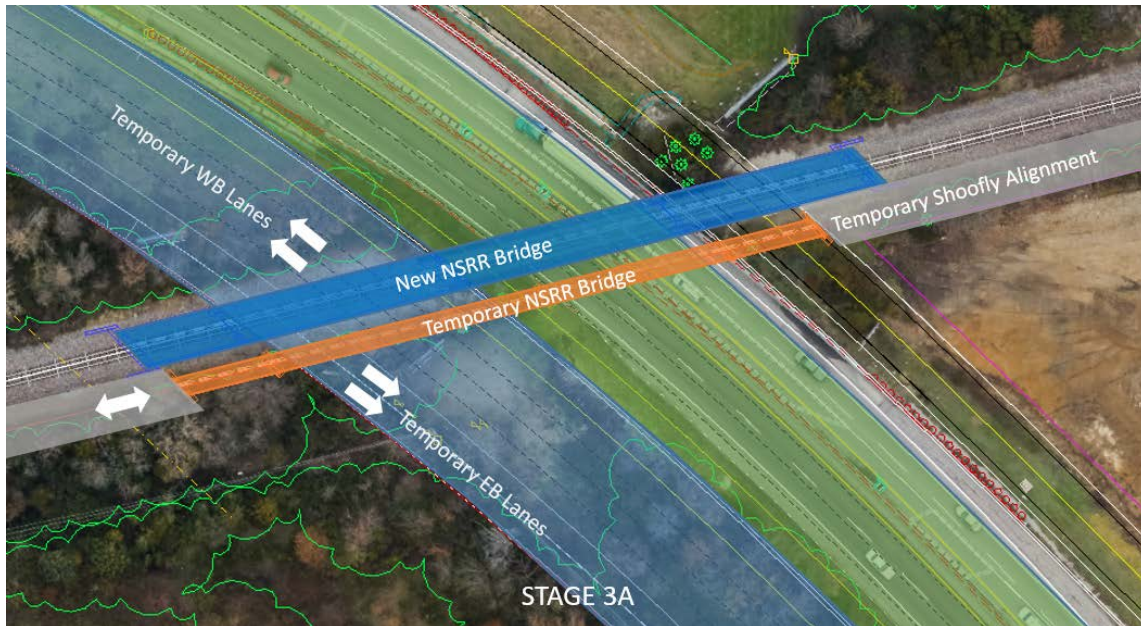 Temporary WB Lanes
Temporary Shoofly Alignment
New NSRR Bridge
Temporary NSRR Bridge
Temporary EB Lanes
STAGE 3A